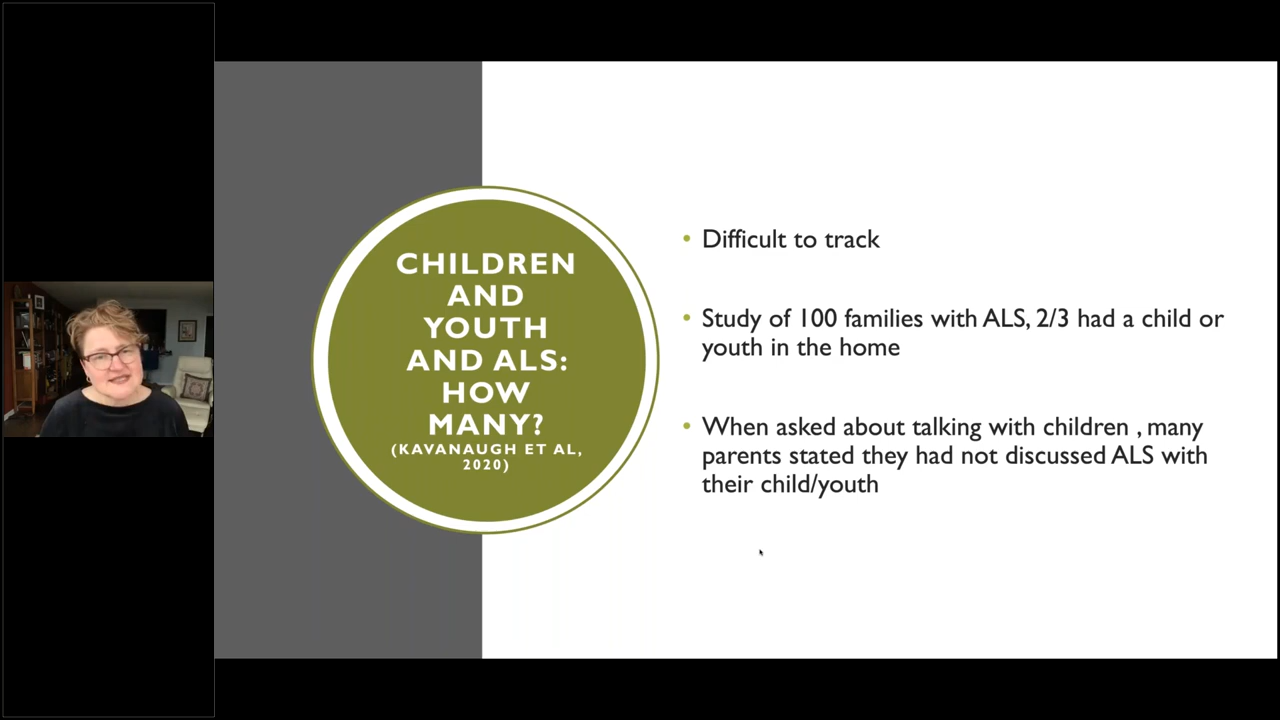 CHILDREN
AND
YOUTH
AND ALS:
HOW
MANY?
(KAVANAUGH ET AL,
2020)
• Difficult to track
• Study of 100 families with ALS, 2/3 had a child or
youth in the home
• When asked about talking with children , many
parents stated they had not discussed ALS with
their child/youth